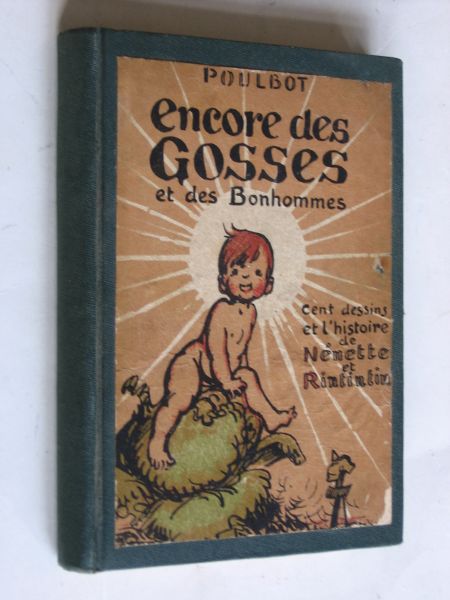 POULBOT
encore des
GOSSES
et des Bonhommes
cent dessins
et l'histoire
de
Nénette
et
Rintintin